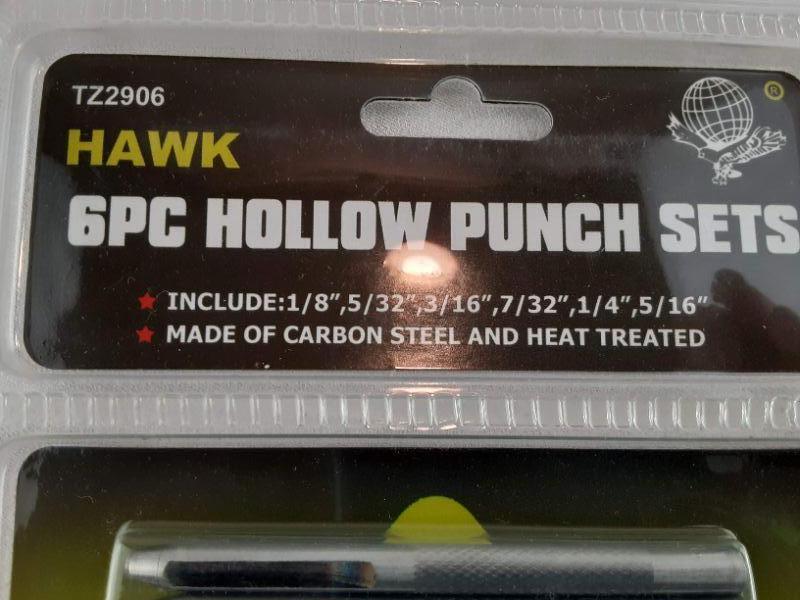 TZ2906
®
HAWK
6PC HOLLOW PUNCH SETS
INCLUDE:1/8",5/32",3/16",7/32",1/4",5/16"
MADE OF CARBON STEEL AND HEAT TREATED